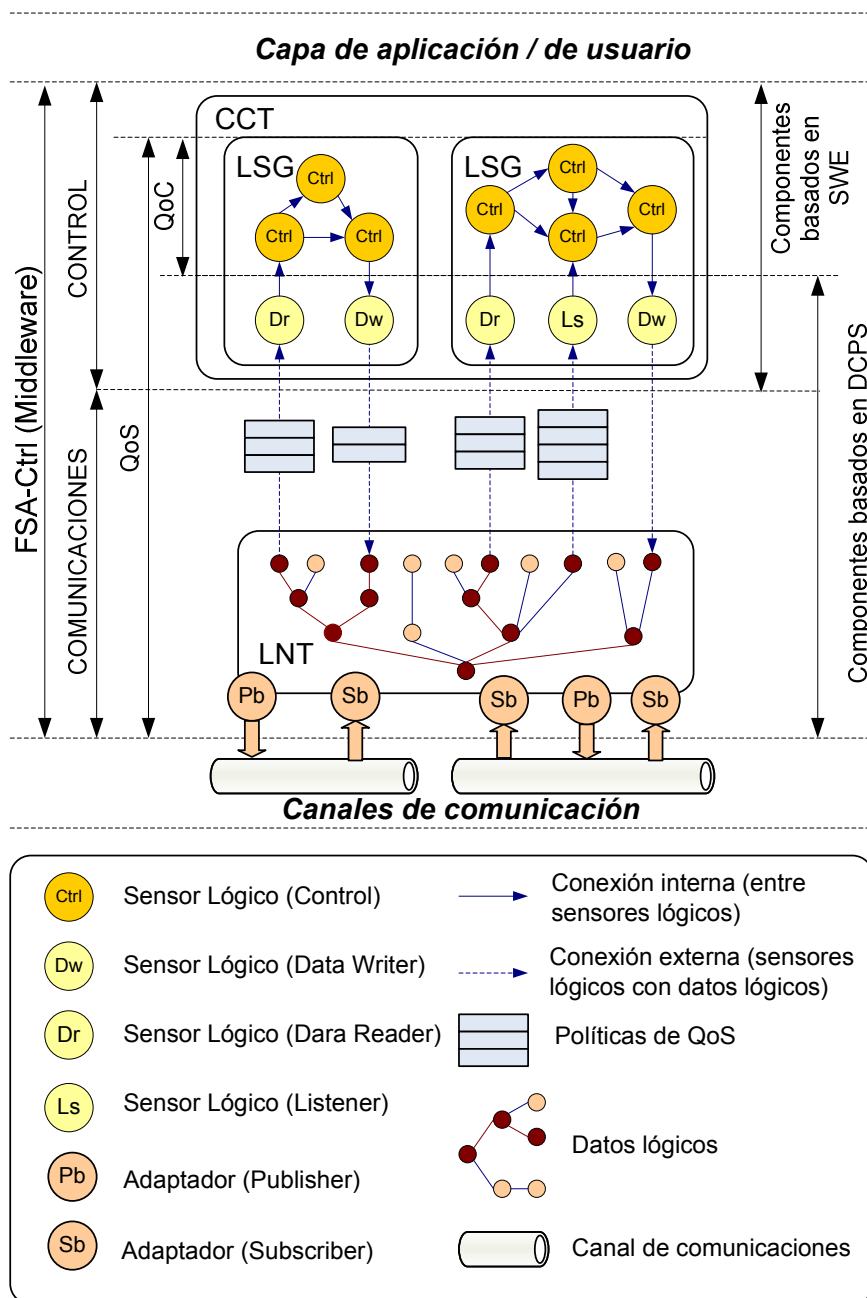 Capa de aplicación / de usuario
FSA-Ctrl (Middleware)
CONTROL
COMUNICACIONES
QoS
QoC
CCT
LSG
Ctrl
Ctrl
Ctrl
Dr
Dw
LSG
Ctrl
Ctrl
Ctrl
Ctrl
Dr
Ls
Dw
Componentes
basados en
SWE
Componentes basados en DCPS
LNT
Pb
Sb
Sb
Pb
Sb
Canales de comunicación
Ctrl
Sensor Lógico (Control)
Dw
Sensor Lógico (Data Writer)
Dr
Sensor Lógico (Dara Reader)
Ls
Sensor Lógico (Listener)
Pb
Adaptador (Publisher)
Sb
Adaptador (Subscriber)
Conexión interna (entre
sensores lógicos)
Conexión externa (sensores
lógicos con datos lógicos)
Políticas de QoS
Datos lógicos
Canal de comunicaciones